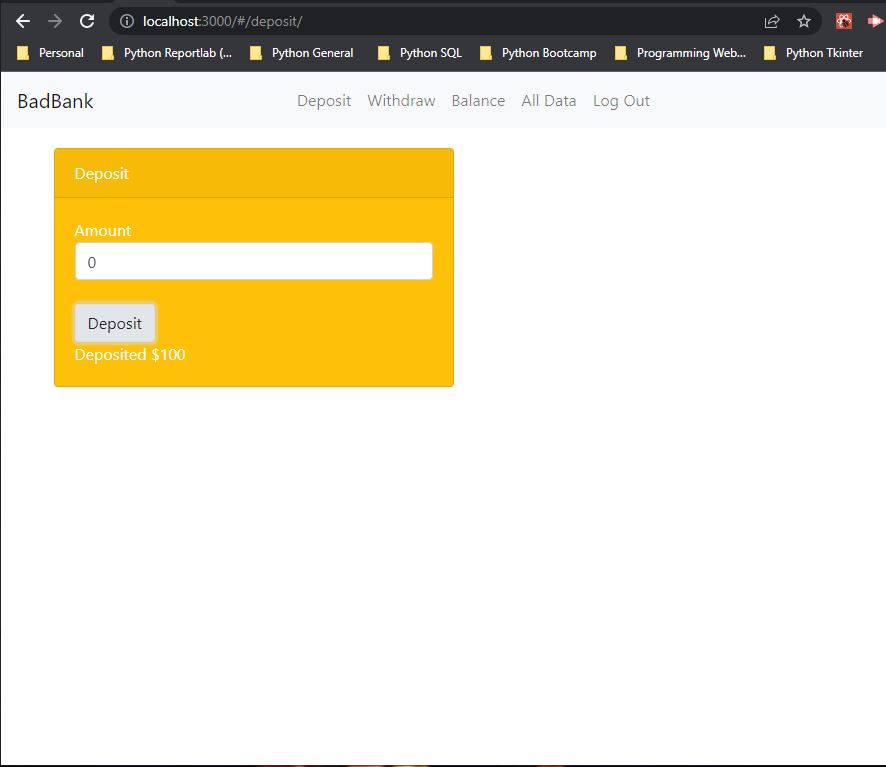 localhost:3000/#/deposit/
Personal Python Reportlab (... Python General Python SQL Python Bootcamp Programming Web... Python Tkinter
BadBank Deposit Withdraw Balance All Data Log Out
Deposit
Amount
0
Deposit
Deposited $100